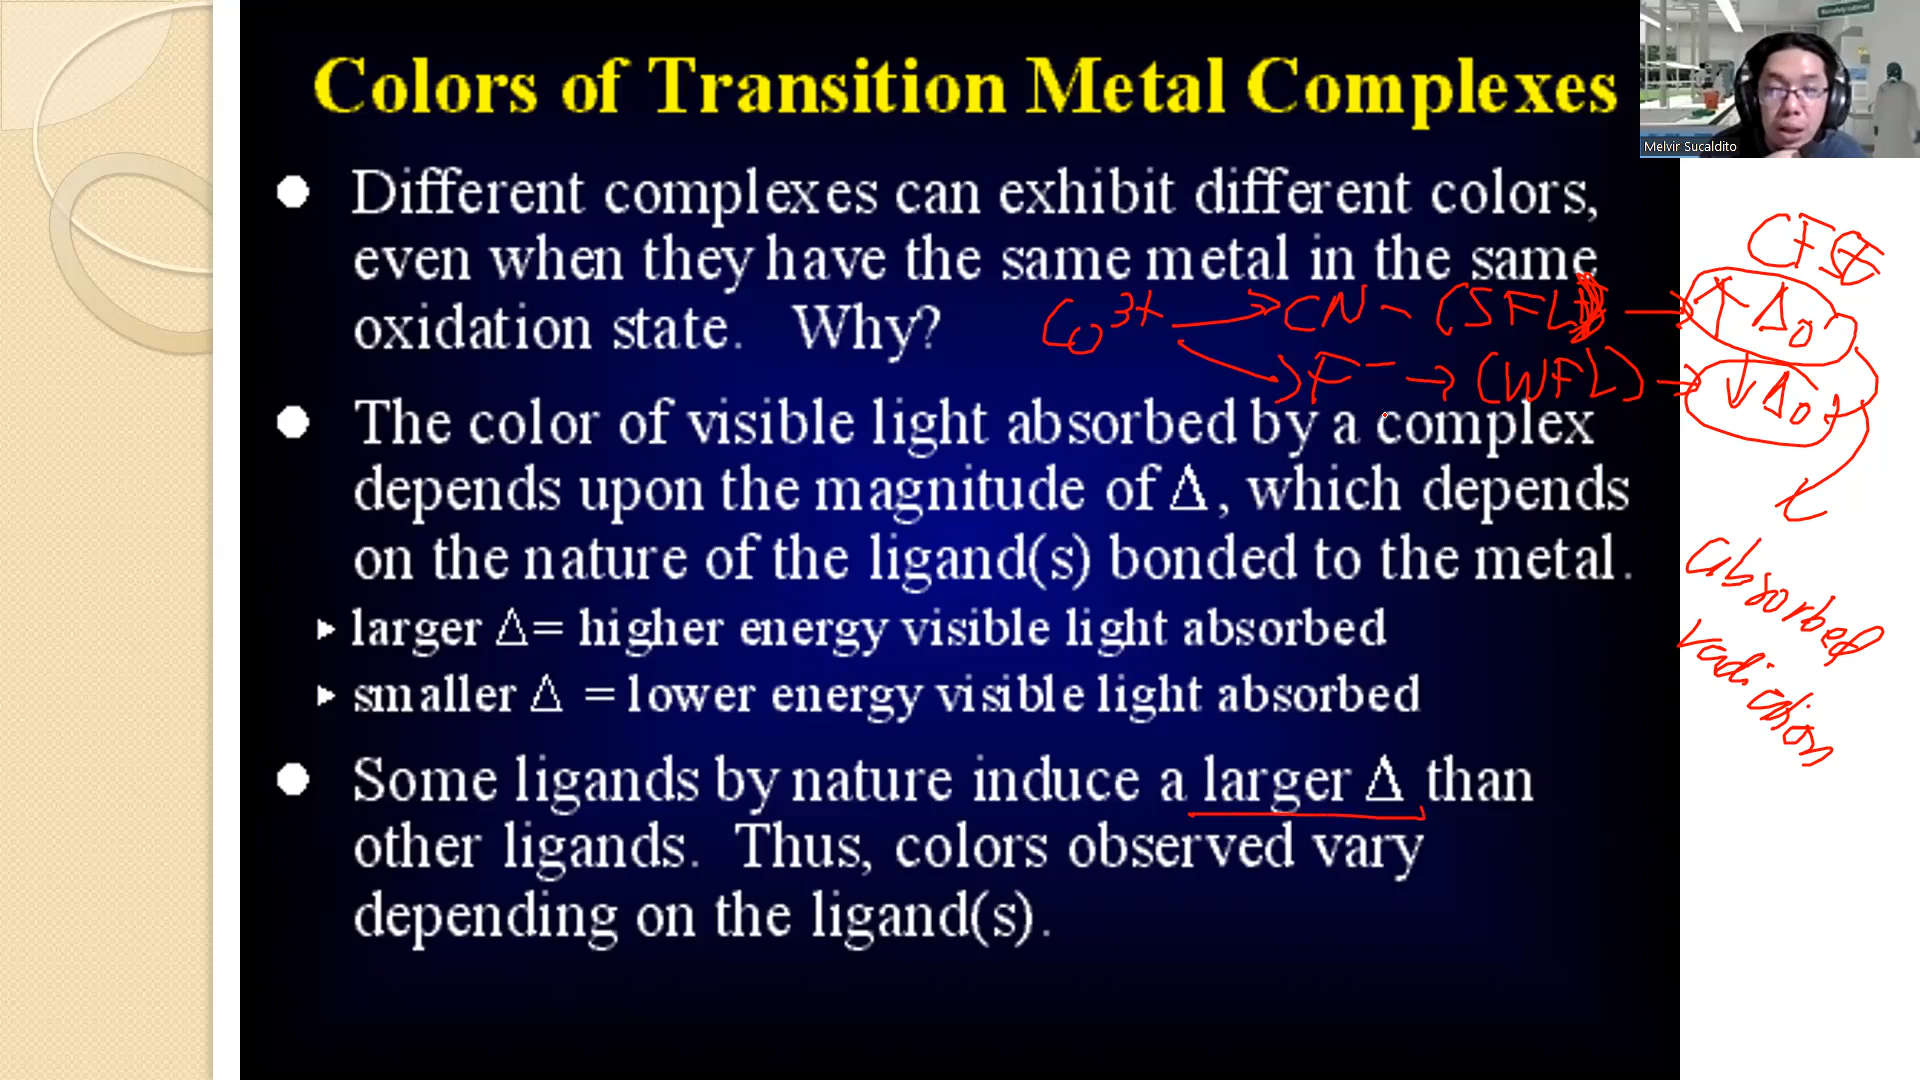 Colors of Transition Metal Complexes
Melvir Sucaldito
● Different complexes can exhibit different colors,
even when they have the same metal in the same
oxidation state. Why?
CFSE
Co3+ → CN- (SFL) → ↑ Δo
→ F- → (WFL) → ↓ Δo
● The color of visible light absorbed by a complex
depends upon the magnitude of Δ, which depends
on the nature of the ligand(s) bonded to the metal.
▸ larger Δ= higher energy visible light absorbed
▸ smaller Δ = lower energy visible light absorbed
absorbed
radiation
● Some ligands by nature induce a larger Δ than
other ligands. Thus, colors observed vary
depending on the ligand(s).